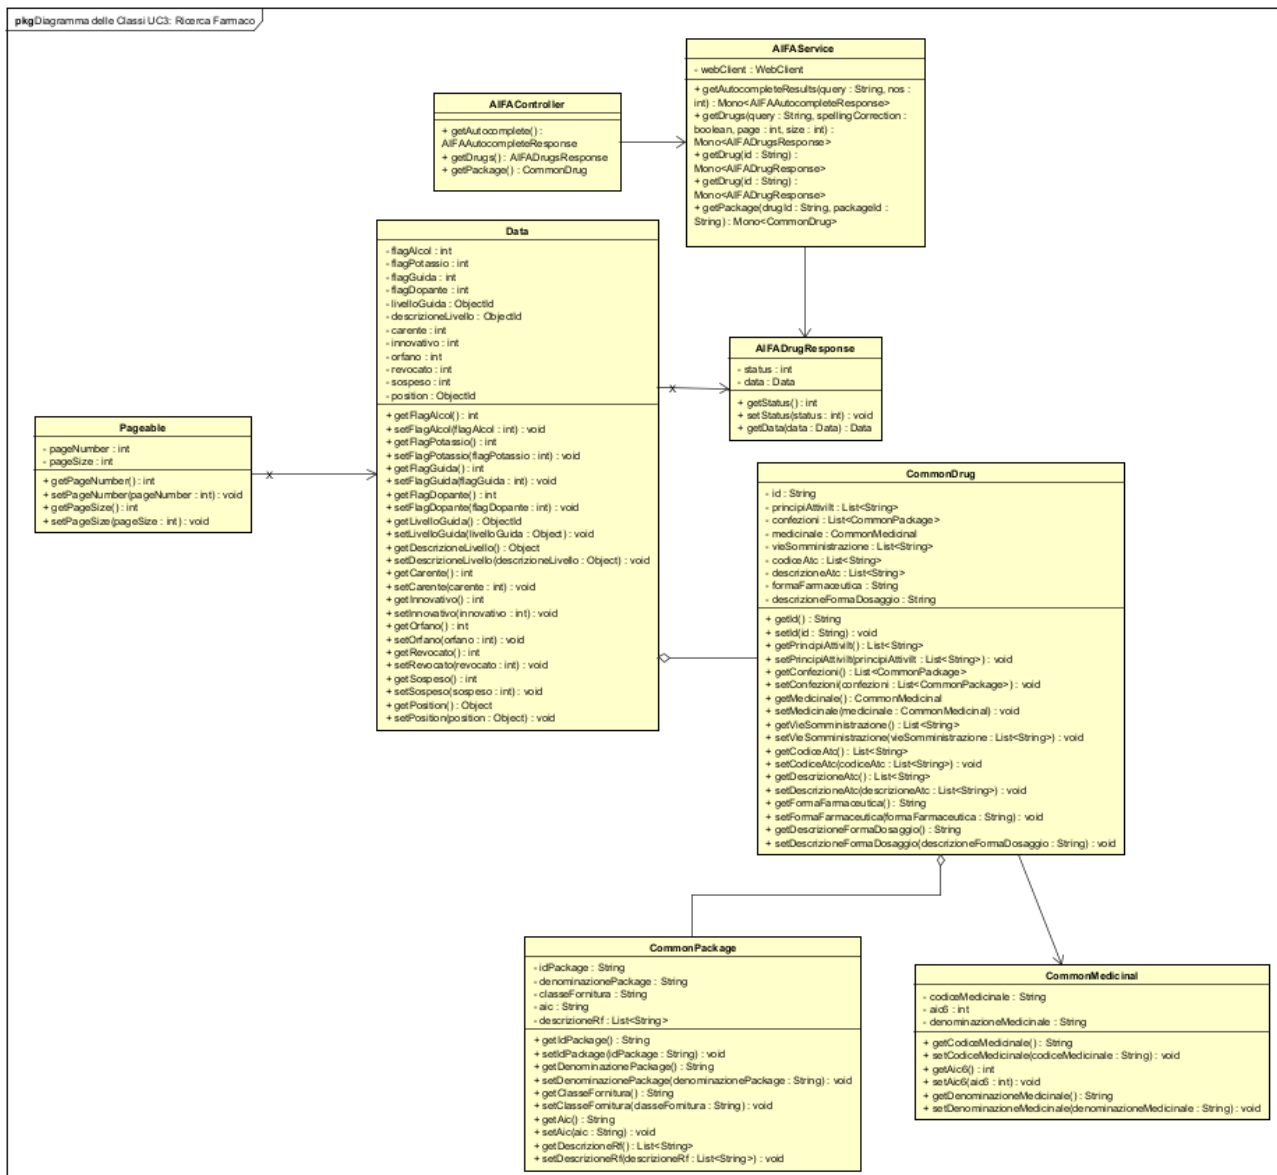 pkgDiagramma delle Classi UC3: Ricerca Farmaco
AIFAService
- webClient : WebClient
+ getAutocompleteResults(query : String, nos :
int) : Mono<AIFAAutocompleteResponse>
+ getDrugs(query : String, spellingCorrection :
boolean, page : int, size : int) :
Mono<AIFADrugsResponse>
+ getDrug(id : String) :
Mono<AIFADrugResponse>
+ getDrug(id : String) :
Mono<AIFADrugResponse>
+ getPackage(drugId : String, packageId :
String) : Mono<CommonDrug>
AIFAController
+ getAutocomplete() :
AIFAAutocompleteResponse
+ getDrugs() : AIFADrugsResponse
+ getPackage() : CommonDrug
Data
- flagAlcol : int
- flagPotassio : int
- flagGuida : int
- flagDopante : int
- livelloGuida : ObjectId
- descrizioneLivello : ObjectId
- carente : int
- innovativo : int
- orfano : int
- revocato : int
- sospeso : int
- position : ObjectId
+ getFlagAlcol() : int
+ setFlagAlcol(flagAlcol : int) : void
+ getFlagPotassio() : int
+ setFlagPotassio(flagPotassio : int) : void
+ getFlagGuida() : int
+ setFlagGuida(flagGuida : int) : void
+ getFlagDopante() : int
+ setFlagDopante(flagDopante : int) : void
+ getLivelloGuida() : ObjectId
+ setLivelloGuida(livelloGuida : Object) : void
+ getDescrizioneLivello() : Object
+ setDescrizioneLivello(descrizioneLivello : Object) : void
+ getCarente() : int
+ setCarente(carente : int) : void
+ getInnovativo() : int
+ setInnovativo(innovativo : int) : void
+ getOrfano() : int
+ setOrfano(orfano : int) : void
+ getRevocato() : int
+ setRevocato(revocato : int) : void
+ getSospeso() : int
+ setSospeso(sospeso : int) : void
+ getPosition() : Object
+ setPosition(position : Object) : void
AIFADrugResponse
- status : int
- data : Data
+ getStatus() : int
+ setStatus(status : int) : void
+ getData(data : Data) : Data
Pageable
- pageNumber : int
- pageSize : int
+ getPageNumber() : int
+ setPageNumber(pageNumber : int) : void
+ getPageSize() : int
+ setPageSize(pageSize : int) : void
CommonDrug
- id : String
- principiAttiviIt : List<String>
- confezioni : List<CommonPackage>
- medicinale : CommonMedicinal
- vieSomministrazione : List<String>
- codiceAtc : List<String>
- descrizioneAtc : List<String>
- formaFarmaceutica : String
- descrizioneFormaDosaggio : String
+ getId() : String
+ setId(id : String) : void
+ getPrincipiAttiviIt() : List<String>
+ setPrincipiAttiviIt(principiAttiviIt : List<String>) : void
+ getConfezioni() : List<CommonPackage>
+ setConfezioni(confezioni : List<CommonPackage>) : void
+ getMedicinale() : CommonMedicinal
+ setMedicinale(medicinale : CommonMedicinal) : void
+ getVieSomministrazione() : List<String>
+ setVieSomministrazione(vieSomministrazione : List<String>) : void
+ getCodiceAtc() : List<String>
+ setCodiceAtc(codiceAtc : List<String>) : void
+ getDescrizioneAtc() : List<String>
+ setDescrizioneAtc(descrizioneAtc : List<String>) : void
+ getFormaFarmaceutica() : String
+ setFormaFarmaceutica(formaFarmaceutica : String) : void
+ getDescrizioneFormaDosaggio() : String
+ setDescrizioneFormaDosaggio(descrizioneFormaDosaggio : String) : void
CommonPackage
- idPackage : String
- denominazionePackage : String
- classeFornitura : String
- aic : String
- descrizioneRf : List<String>
+ getIdPackage() : String
+ setIdPackage(idPackage : String) : void
+ getDenominazionePackage() : String
+ setDenominazionePackage(denominazionePackage : String) : void
+ getClasseFornitura() : String
+ setClasseFornitura(classeFornitura : String) : void
+ getAic() : String
+ setAic(aic : String) : void
+ getDescrizioneRf() : List<String>
+ setDescrizioneRf(descrizioneRf : List<String>) : void
CommonMedicinal
- codiceMedicinale : String
- aic6 : int
- denominazioneMedicinale : String
+ getCodiceMedicinale() : String
+ setCodiceMedicinale(codiceMedicinale : String) : void
+ getAic6() : int
+ setAic6(aic6 : int) : void
+ getDenominazioneMedicinale() : String
+ setDenominazioneMedicinale(denominazioneMedicinale : String) : void